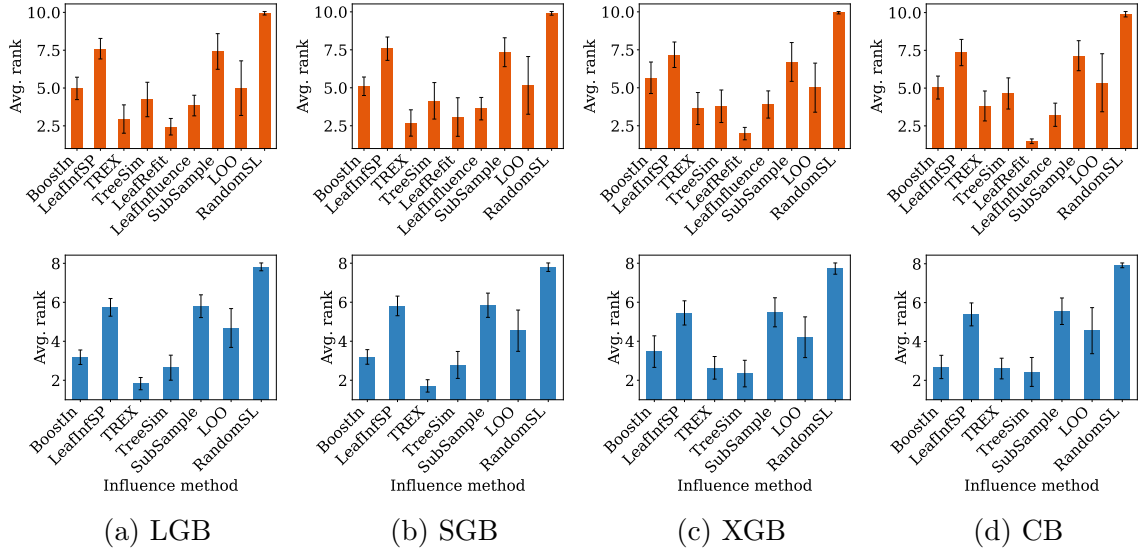 Avg. rank
10.0
7.5
5.0
2.5
BoostIn
LeafInfSP
TREX
TreeSim
LeafRefit
LeafInfluence
SubSample
LOO
RandomSL
Avg. rank
10.0
7.5
5.0
2.5
BoostIn
LeafInfSP
TREX
TreeSim
LeafRefit
LeafInfluence
SubSample
LOO
RandomSL
Avg. rank
10.0
7.5
5.0
2.5
BoostIn
LeafInfSP
TREX
TreeSim
LeafRefit
LeafInfluence
SubSample
LOO
RandomSL
Avg. rank
10.0
7.5
5.0
2.5
BoostIn
LeafInfSP
TREX
TreeSim
LeafRefit
LeafInfluence
SubSample
LOO
RandomSL
Avg. rank
8
6
4
2
BoostIn
LeafInfSP
TREX
TreeSim
SubSample
LOO
RandomSL
Influence method
Avg. rank
8
6
4
2
BoostIn
LeafInfSP
TREX
TreeSim
SubSample
LOO
RandomSL
Influence method
Avg. rank
8
6
4
2
BoostIn
LeafInfSP
TREX
TreeSim
SubSample
LOO
RandomSL
Influence method
Avg. rank
8
6
4
2
BoostIn
LeafInfSP
TREX
TreeSim
SubSample
LOO
RandomSL
Influence method
(a) LGB
(b) SGB
(c) XGB
(d) CB